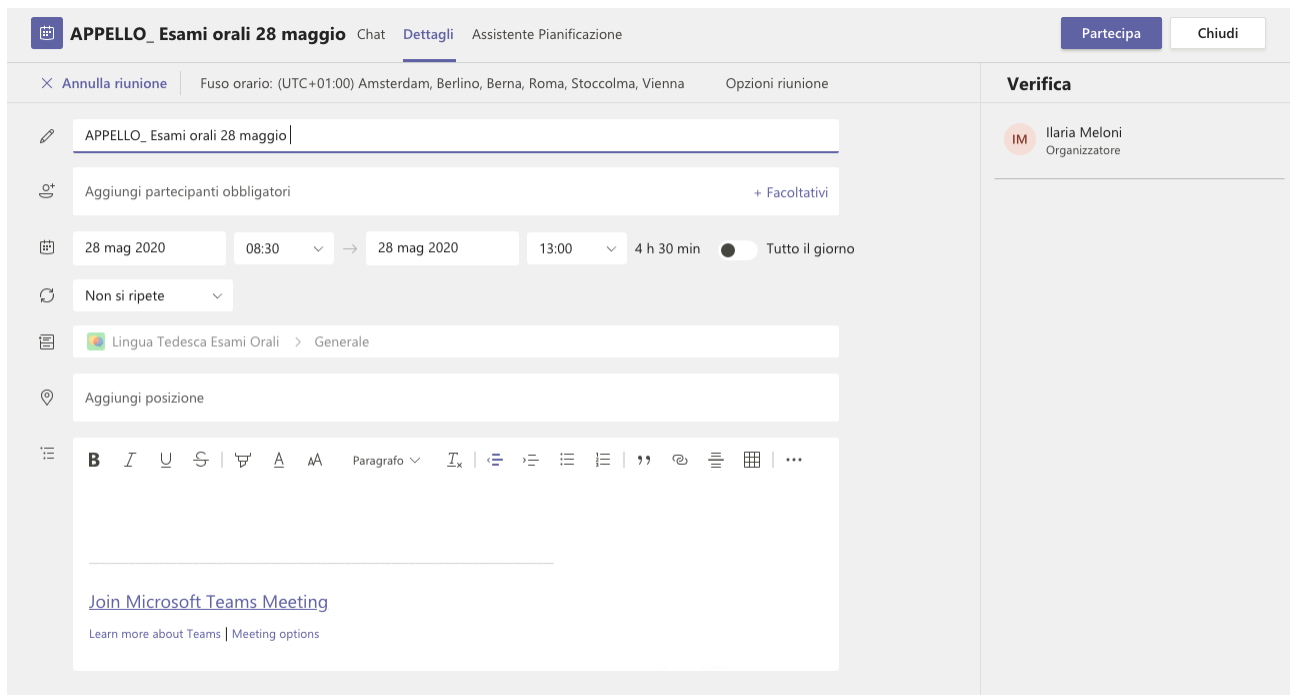 APPELLO_ Esami orali 28 maggio Chat Dettagli Assistente Pianificazione Partecipa Chiudi
Annulla riunione Fuso orario: (UTC+01:00) Amsterdam, Berlino, Berna, Roma, Stoccolma, Vienna Opzioni riunione Verifica
APPELLO_ Esami orali 28 maggio
IM Ilaria Meloni
Organizzatore
Aggiungi partecipanti obbligatori + Facoltativi
28 mag 2020 08:30 → 28 mag 2020 13:00 4 h 30 min Tutto il giorno
Non si ripete
Lingua Tedesca Esami Orali > Generale
Aggiungi posizione
B I U S A AA Paragrafo Tx
Join Microsoft Teams Meeting
Learn more about Teams | Meeting options